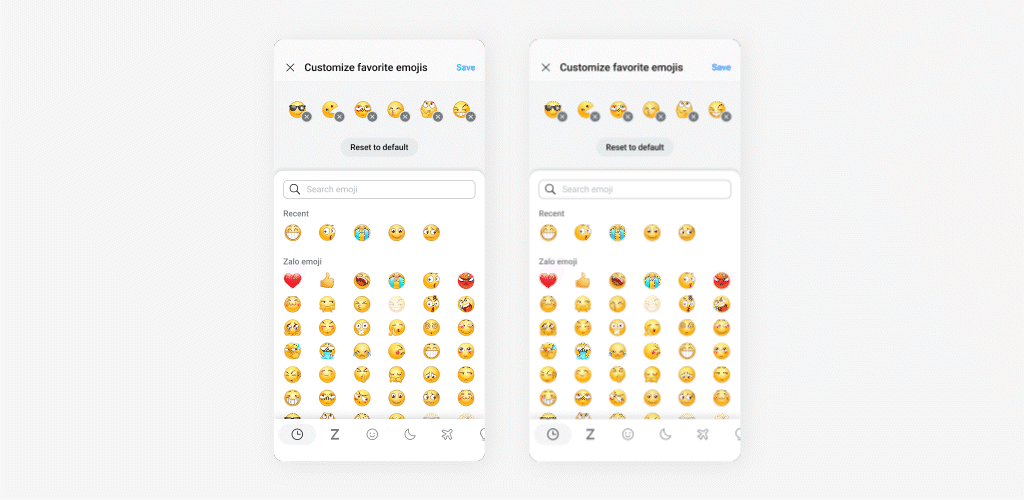 Customize favorite emojis
Save
Reset to default
Search emoji
Recent
Zalo emoji
Z
Customize favorite emojis
Save
Reset to default
Search emoji
Recent
Zalo emoji
Z